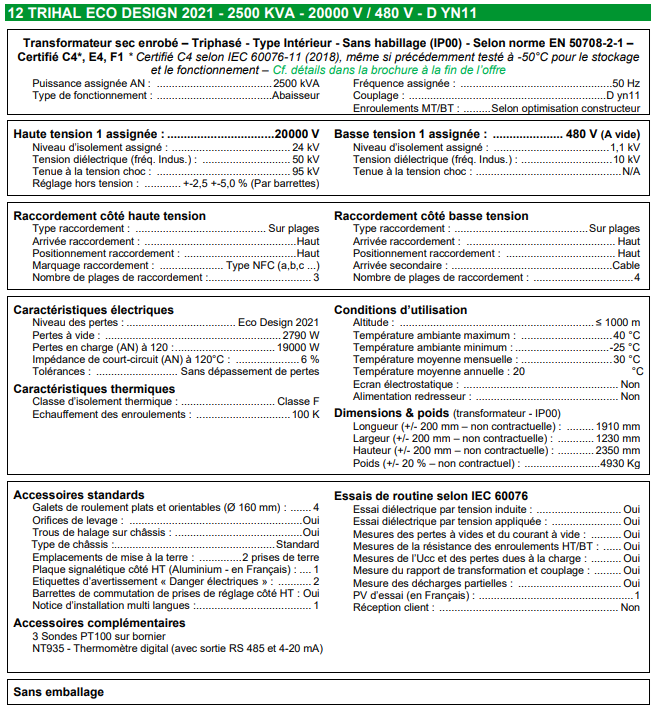 12 TRIHAL ECO DESIGN 2021 - 2500 KVA - 20000 V / 480 V - D YN11
Transformateur sec enrobé – Triphasé - Type Intérieur - Sans habillage (IP00) - Selon norme EN 50708-2-1 –
Certifié C4*, E4, F1 * Certifié C4 selon IEC 60076-11 (2018), même si précédemment testé à -50°C pour le stockage
et le fonctionnement – Cf. détails dans la brochure à la fin de l'offre
Puissance assignée AN : ................2500 kVA
Type de fonctionnement : ................Abaisseur
Fréquence assignée : ................50 Hz
Couplage : ................D yn11
Enroulements MT/BT : ........Selon optimisation constructeur
Haute tension 1 assignée : ................20000 V
Niveau d'isolement assigné : ................24 kV
Tension diélectrique (fréq. Indus.) : ................50 kV
Tenue à la tension choc : ................95 kV
Réglage hors tension : ............ +-2,5 +-5,0 % (Par barrettes)
Basse tension 1 assignée : ................ 480 V (A vide)
Niveau d'isolement assigné : ................1,1 kV
Tension diélectrique (fréq. Indus.) : ................10 kV
Tenue à la tension choc : ................N/A
Raccordement côté haute tension
Type raccordement : ................ Sur plages
Arrivée raccordement : ................Haut
Positionnement raccordement : ................Haut
Marquage raccordement : ................ Type NFC (a,b,c ...)
Nombre de plages de raccordement :................3
Raccordement côté basse tension
Type raccordement : ................ Sur plages
Arrivée raccordement : ................ Haut
Positionnement raccordement : ................ Haut
Arrivée secondaire : ................Cable
Nombre de plages de raccordement : ................4
Caractéristiques électriques
Niveau des pertes : ................ Eco Design 2021
Pertes à vide : ................2790 W
Pertes en charge (AN) à 120 :................19000 W
Impédance de court-circuit (AN) à 120°C : ................6 %
Tolérances : ................ Sans dépassement de pertes
Caractéristiques thermiques
Classe d'isolement thermique : ................Classe F
Echauffement des enroulements : ................100 K
Conditions d'utilisation
Altitude : ................≤ 1000 m
Température ambiante maximum : ................40 °C
Température ambiante minimum : ................-25 °C
Température moyenne mensuelle : ................30 °C
Température moyenne annuelle : 20 °C
Ecran électrostatique : ................ Non
Alimentation redresseur : ................ Non
Dimensions & poids (transformateur - IP00)
Longueur (+/- 200 mm – non contractuelle) : ......... 1910 mm
Largeur (+/- 200 mm – non contractuelle) : ............ 1230 mm
Hauteur (+/- 200 mm – non contractuelle) : ........... 2350 mm
Poids (+/- 20 % – non contractuel) : ................4930 Kg
Accessoires standards
Galets de roulement plats et orientables (Ø 160 mm) : ....... 4
Orifices de levage : ................Oui
Trous de halage sur châssis : ................Oui
Type de châssis :................Standard
Emplacements de mise à la terre : ..............2 prises de terre
Plaque signalétique côté HT (Aluminium - en Français) : .... 1
Etiquettes d'avertissement « Danger électriques » : ........... 2
Barrettes de commutation de prises de réglage côté HT : Oui
Notice d'installation multi langues :................1
Accessoires complémentaires
3 Sondes PT100 sur bornier
NT935 - Thermomètre digital (avec sortie RS 485 et 4-20 mA)
Essais de routine selon IEC 60076
Essai diélectrique par tension induite : ................ Oui
Essai diélectrique par tension appliquée : ................ Oui
Mesures des pertes à vides et du courant à vide : ......... Oui
Mesures de la résistance des enroulements HT/BT : ...... Oui
Mesures de l'Ucc et des pertes dues à la charge : ......... Oui
Mesure du rapport de transformation et couplage : ........ Oui
Mesure des décharges partielles : ................ Oui
PV d'essai (en Français) : ................1
Réception client : ................ Non
Sans emballage